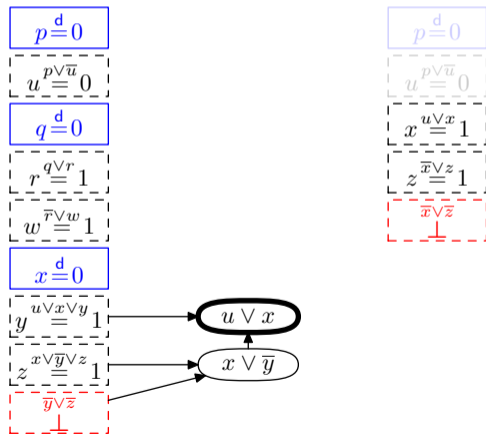 p =ᵈ 0
u =^{p∨u̅} 0
q =ᵈ 0
r =^{q∨r} 1
w =^{r̅∨w} 1
x =ᵈ 0
y =^{u∨x∨y} 1
z =^{x∨y̅∨z} 1
y̅∨z̅
⊥
u ∨ x
x ∨ y̅
p =ᵈ 0
u =^{p∨u̅} 0
x =^{u∨x} 1
z =^{x̅∨z} 1
x̅∨z̅
⊥